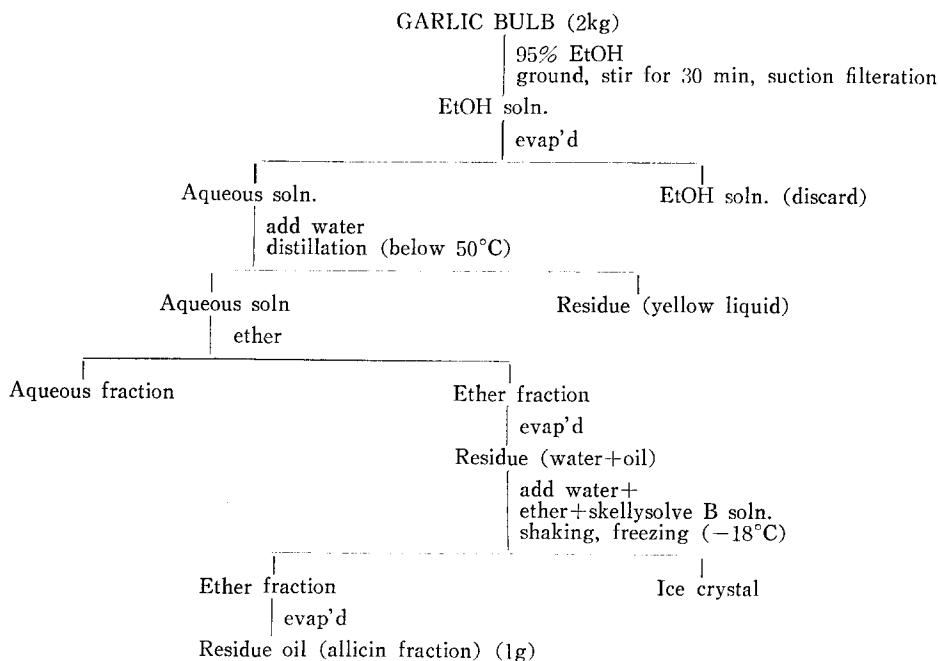 GARLIC BULB (2kg)
95% EtOH
ground, stir for 30 min, suction filteration
EtOH soln.
evap'd
Aqueous soln.
EtOH soln. (discard)
add water
distillation (below 50°C)
Aqueous soln
Residue (yellow liquid)
ether
Aqueous fraction
Ether fraction
evap'd
Residue (water+oil)
add water+
ether+skellysolve B soln.
shaking, freezing (−18°C)
Ether fraction
Ice crystal
evap'd
Residue oil (allicin fraction) (1g)